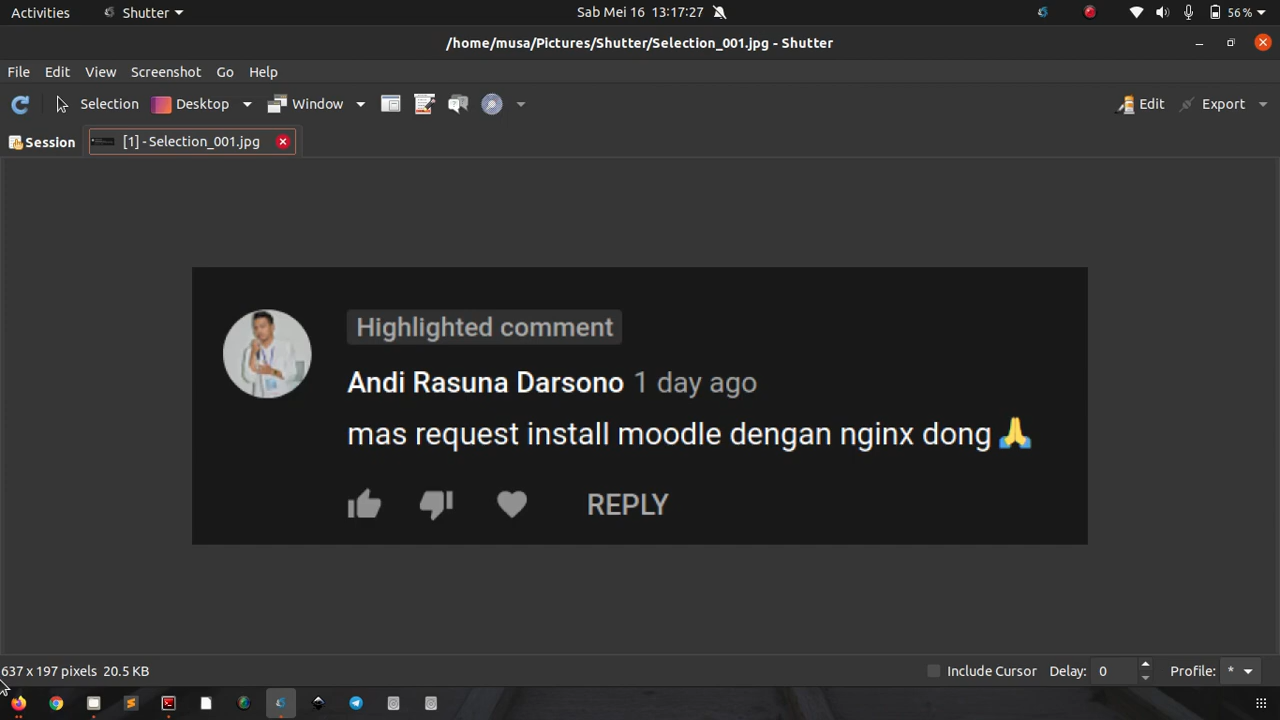 Activities Shutter Sab Mei 16 13:17:27 56 %
/home/musa/Pictures/Shutter/Selection_001.jpg - Shutter
File Edit View Screenshot Go Help
Selection Desktop Window Edit Export
Session [1] - Selection_001.jpg
Highlighted comment
Andi Rasuna Darsono 1 day ago
mas request install moodle dengan nginx dong 🙏
REPLY
637 x 197 pixels 20.5 KB Include Cursor Delay: 0 Profile: *